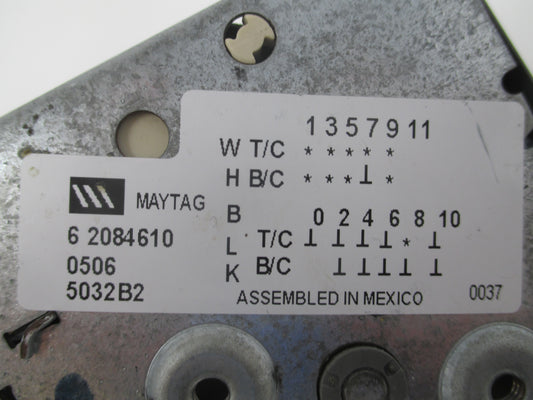 1 3 5 7 9 11
W T/C * * * * *
H B/C * * * ⊥ *
MAYTAG
B 0 2 4 6 8 10
6 2084610
L T/C ⊥ ⊥ ⊥ ⊥ * ⊥
0506
K B/C ⊥ ⊥ ⊥ ⊥ ⊥
5032B2
ASSEMBLED IN MEXICO 0037